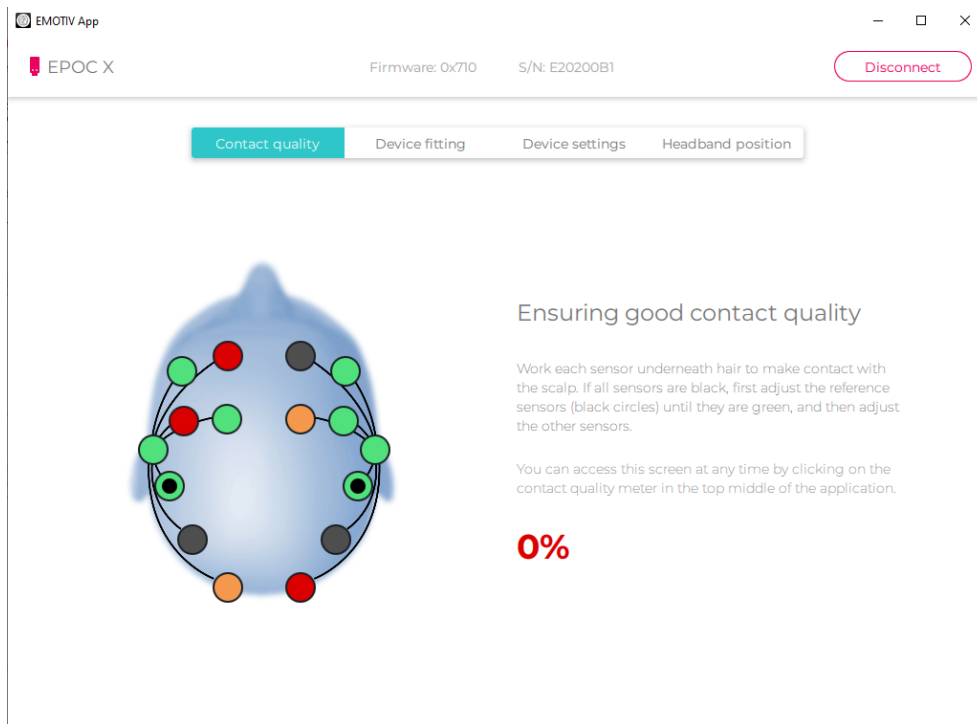 EMOTIV App
EPOC X
Firmware: 0x710
S/N: E20200B1
Disconnect
Contact quality
Device fitting
Device settings
Headband position
Ensuring good contact quality
Work each sensor underneath hair to make contact with
the scalp. If all sensors are black, first adjust the reference
sensors (black circles) until they are green, and then adjust
the other sensors.
You can access this screen at any time by clicking on the
contact quality meter in the top middle of the application.
0%